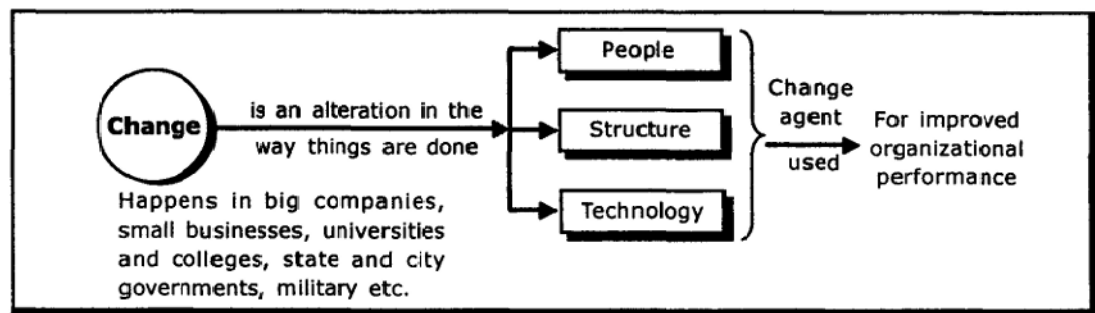 Change
is an alteration in the
way things are done
Happens in big companies,
small businesses, universities
and colleges, state and city
governments, military etc.
People
Structure
Technology
Change
agent
used
For improved
organizational
performance